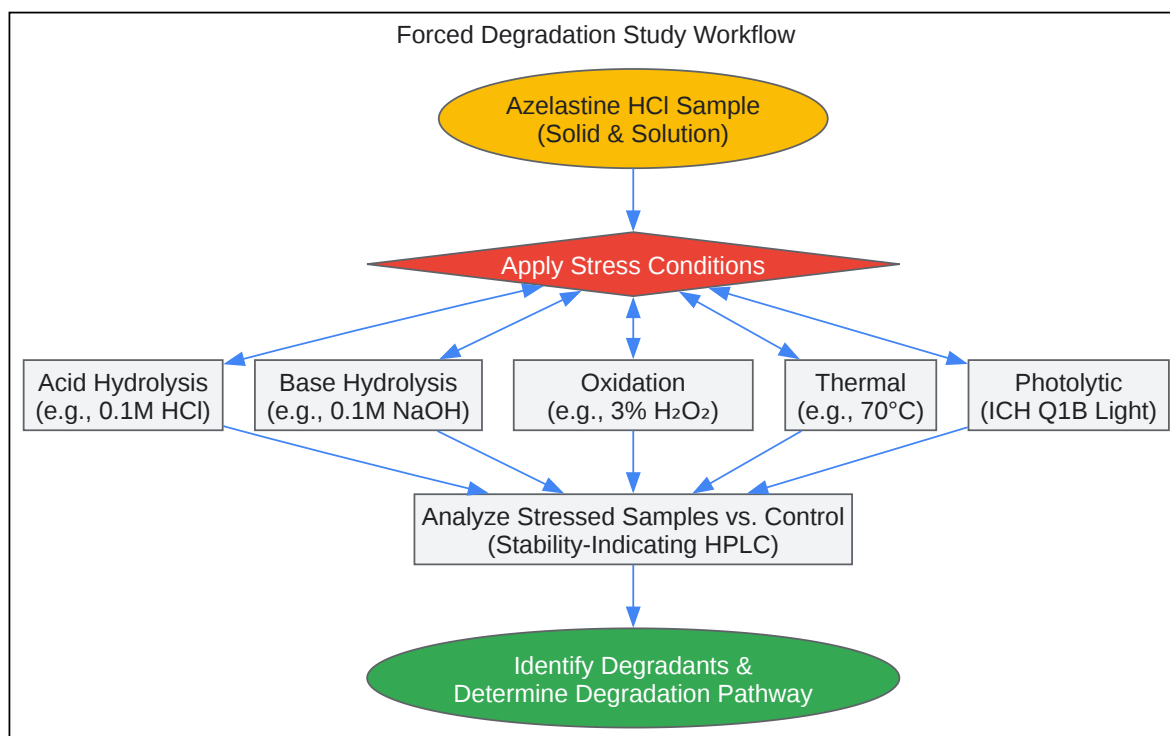 Forced Degradation Study Workflow
Azelastine HCl Sample
(Solid & Solution)
Apply Stress Conditions
Acid Hydrolysis
(e.g., 0.1M HCl)
Base Hydrolysis
(e.g., 0.1M NaOH)
Oxidation
(e.g., 3% H₂O₂)
Thermal
(e.g., 70°C)
Photolytic
(ICH Q1B Light)
Analyze Stressed Samples vs. Control
(Stability-Indicating HPLC)
Identify Degradants &
Determine Degradation Pathway